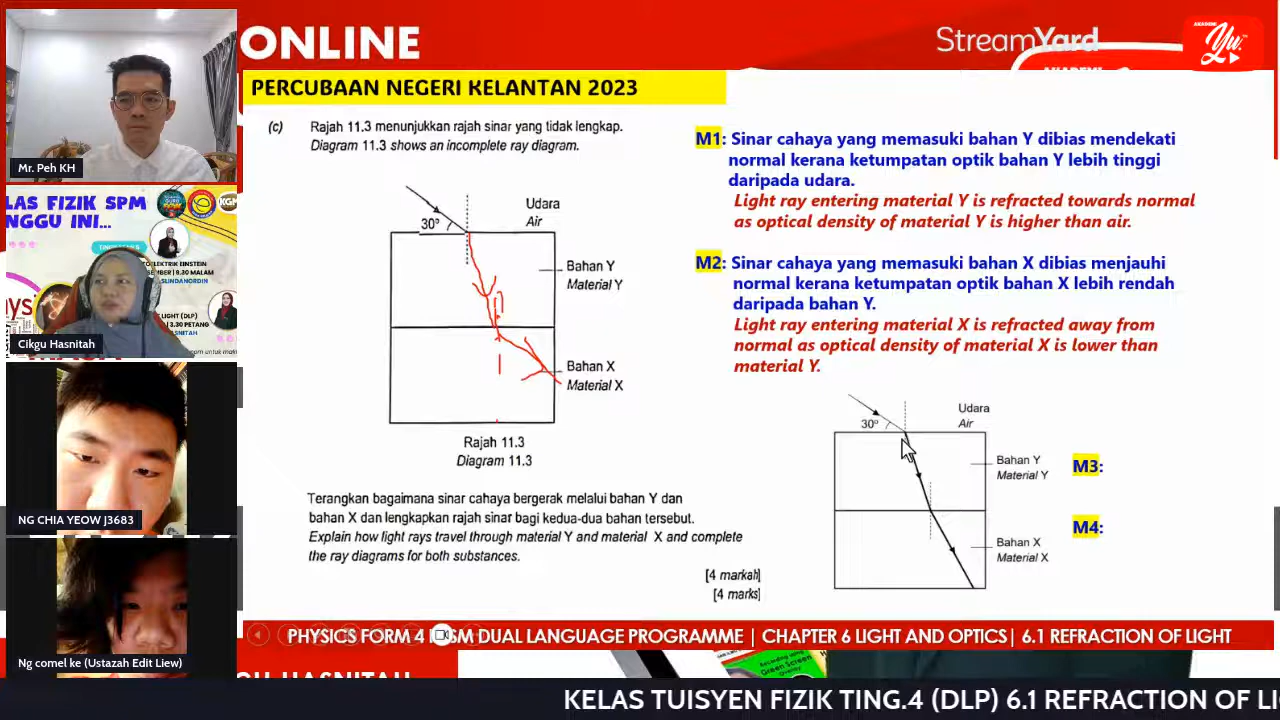 ONLINE
StreamYard
AKADEMI
Yu
PERCUBAAN NEGERI KELANTAN 2023
(c) Rajah 11.3 menunjukkan rajah sinar yang tidak lengkap.
Diagram 11.3 shows an incomplete ray diagram.
30°
Udara
Air
Bahan Y
Material Y
Bahan X
Material X
Rajah 11.3
Diagram 11.3
Terangkan bagaimana sinar cahaya bergerak melalui bahan Y dan
bahan X dan lengkapkan rajah sinar bagi kedua-dua bahan tersebut.
Explain how light rays travel through material Y and material X and complete
the ray diagrams for both substances.
[4 markah]
[4 marks]
M1: Sinar cahaya yang memasuki bahan Y dibias mendekati
normal kerana ketumpatan optik bahan Y lebih tinggi
daripada udara.
Light ray entering material Y is refracted towards normal
as optical density of material Y is higher than air.
M2: Sinar cahaya yang memasuki bahan X dibias menjauhi
normal kerana ketumpatan optik bahan X lebih rendah
daripada bahan Y.
Light ray entering material X is refracted away from
normal as optical density of material X is lower than
material Y.
30°
Udara
Air
Bahan Y
Material Y
Bahan X
Material X
M3:
M4:
Mr. Peh KH
LAS FIZIK SPM
NGGU INI...
Cikgu Hasnitah
NG CHIA YEOW J3683
Ng comel ke (Ustazah Edit Liew)
PHYSICS FORM 4 KSSM DUAL LANGUAGE PROGRAMME | CHAPTER 6 LIGHT AND OPTICS| 6.1 REFRACTION OF LIGHT
Green Screen
KELAS TUISYEN FIZIK TING.4 (DLP) 6.1 REFRACTION OF LI